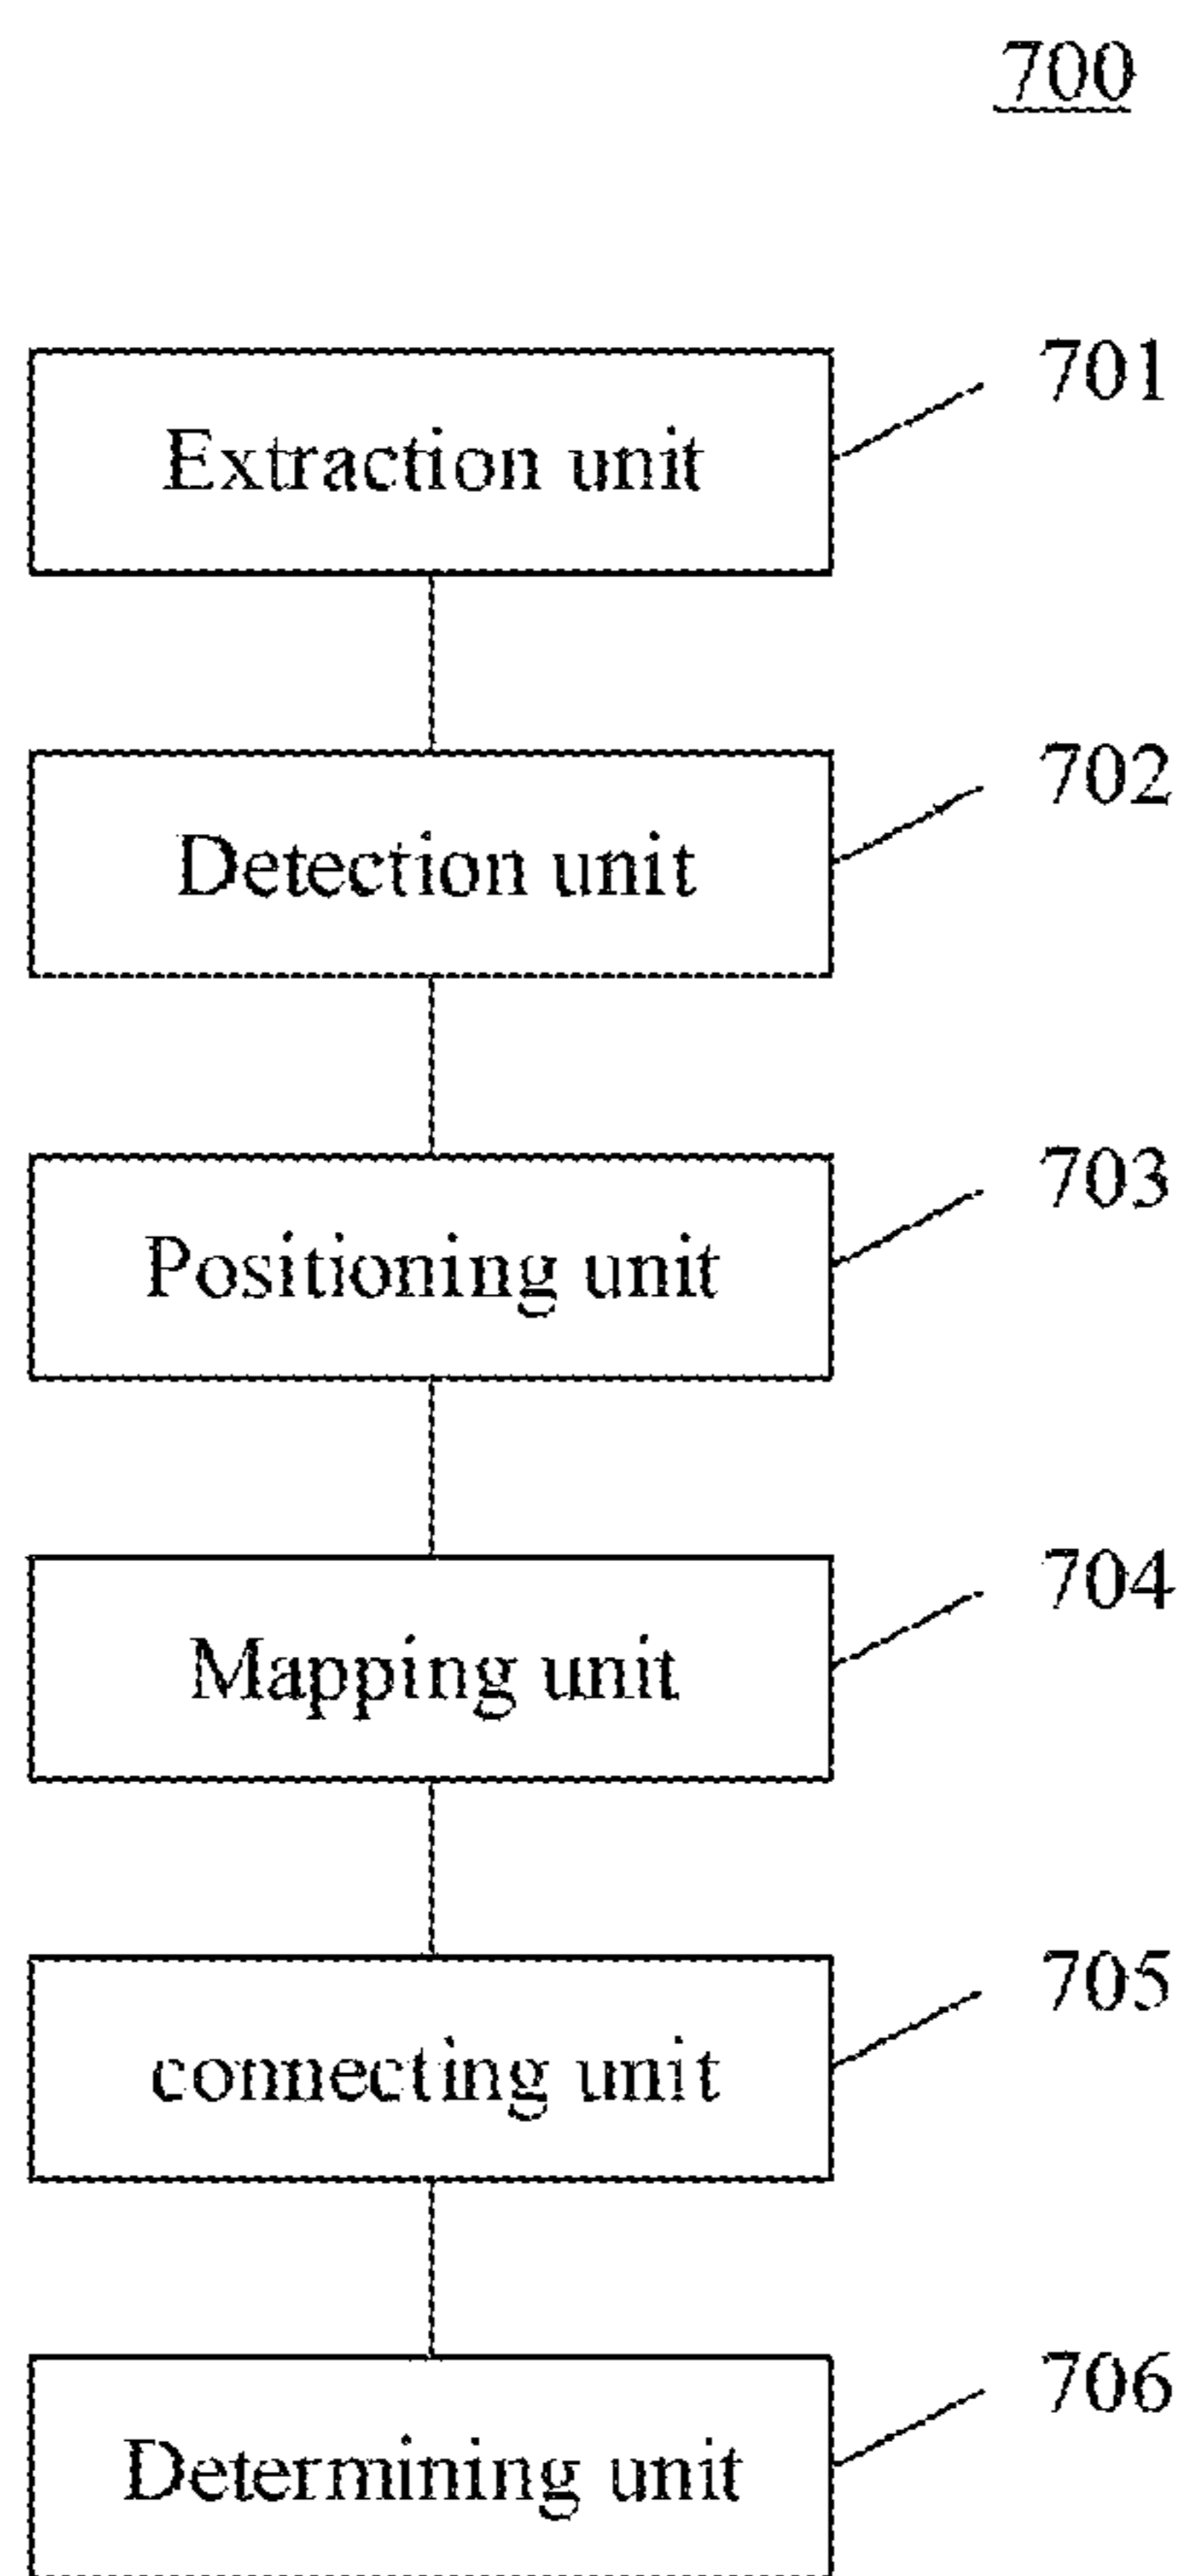 700
Extraction unit
701
Detection unit
702
Positioning unit
703
Mapping unit
704
connecting unit
705
Determining unit
706